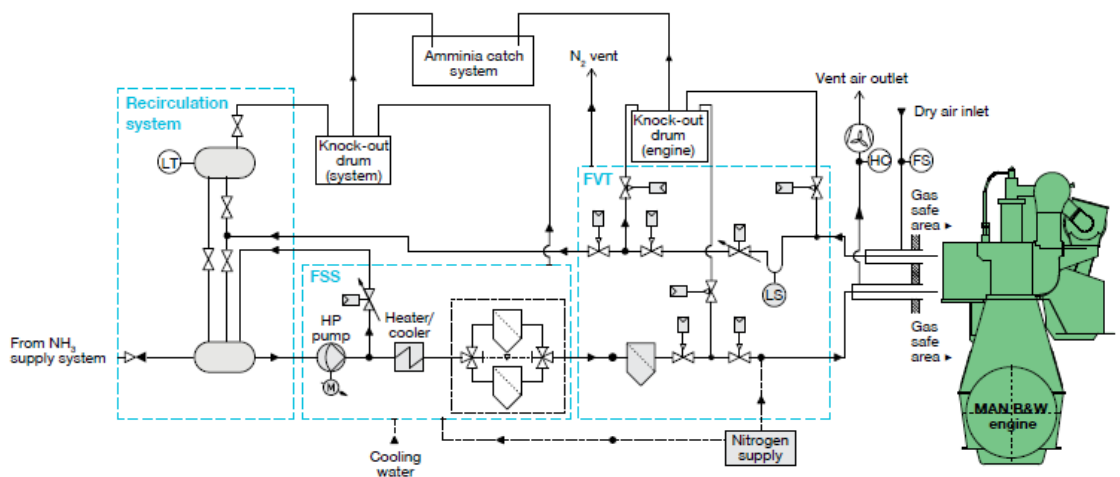 Amminia catch
system
N₂ vent
Vent air outlet
Dry air inlet
Recirculation
system
Knock-out
drum
(system)
Knock-out
drum
(engine)
LT
HC
FS
FVT
Gas
safe
area
FSS
LS
HP
pump
Heater/
cooler
From NH₃
supply system
M
Gas
safe
area
MAN B&W
engine
Cooling
water
Nitrogen
supply